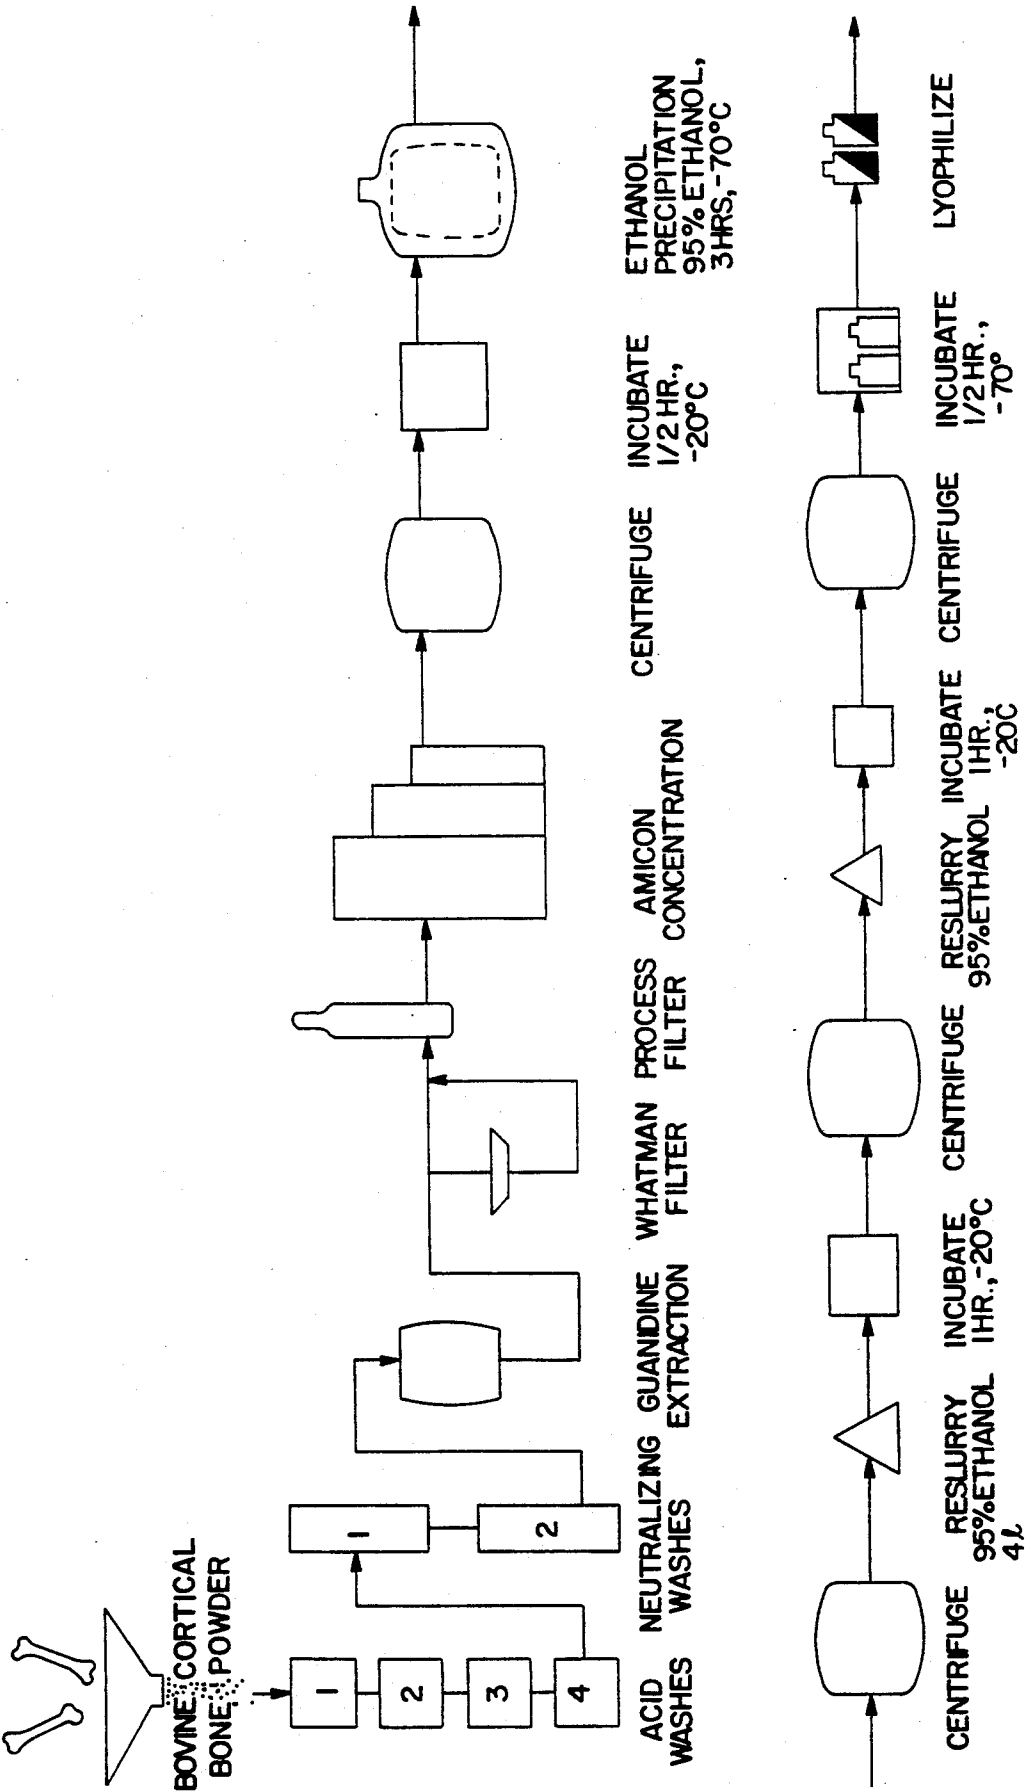 BOVINE CORTICAL
BONE POWDER
1
2
3
4
ACID
WASHES
1
2
NEUTRALIZING
WASHES
GUANIDINE
EXTRACTION
WHATMAN
FILTER
PROCESS
FILTER
AMICON
CONCENTRATION
CENTRIFUGE
INCUBATE
1/2 HR.,
-20°C
ETHANOL
PRECIPITATION
95% ETHANOL,
3HRS,-70°C
CENTRIFUGE
RESLURRY
95%ETHANOL
4ℓ
INCUBATE
1HR.,-20°C
CENTRIFUGE
RESLURRY
95%ETHANOL
INCUBATE
1HR.,
-20C
CENTRIFUGE
INCUBATE
1/2 HR.,
-70°
LYOPHILIZE